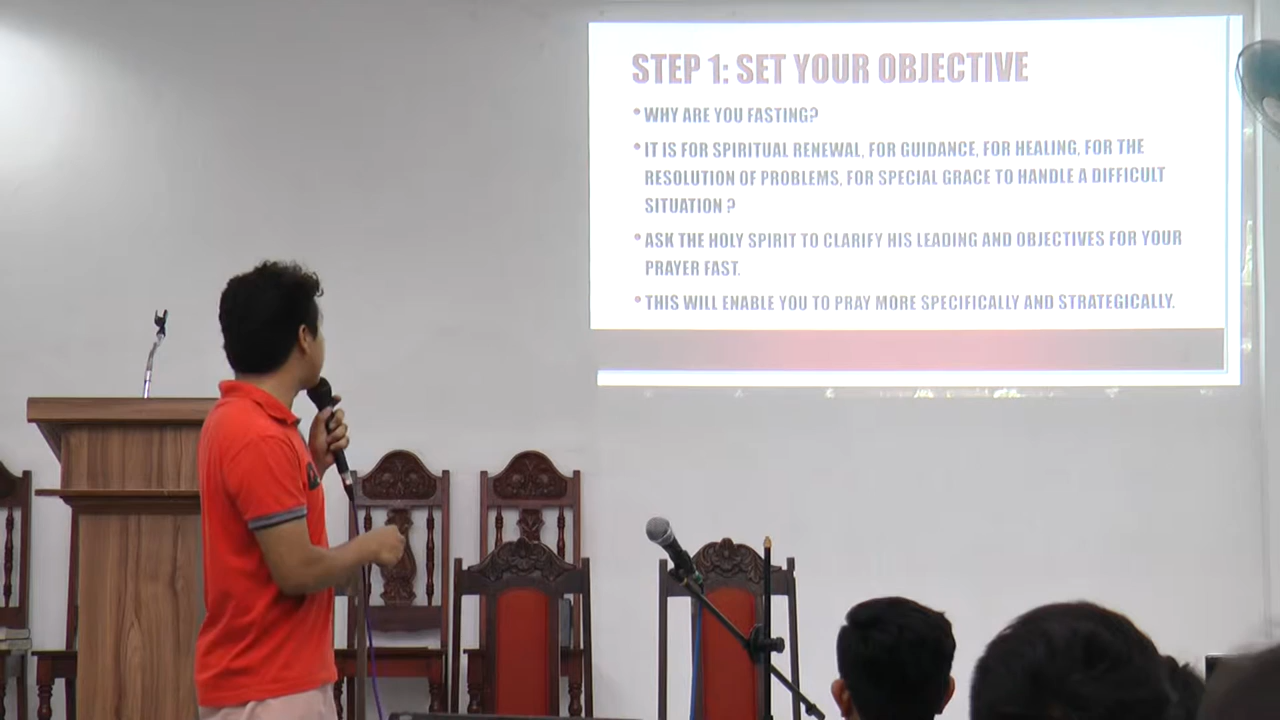 STEP 1: SET YOUR OBJECTIVE
• WHY ARE YOU FASTING?
• IT IS FOR SPIRITUAL RENEWAL, FOR GUIDANCE, FOR HEALING, FOR THE
RESOLUTION OF PROBLEMS, FOR SPECIAL GRACE TO HANDLE A DIFFICULT
SITUATION ?
• ASK THE HOLY SPIRIT TO CLARIFY HIS LEADING AND OBJECTIVES FOR YOUR
PRAYER FAST.
• THIS WILL ENABLE YOU TO PRAY MORE SPECIFICALLY AND STRATEGICALLY.